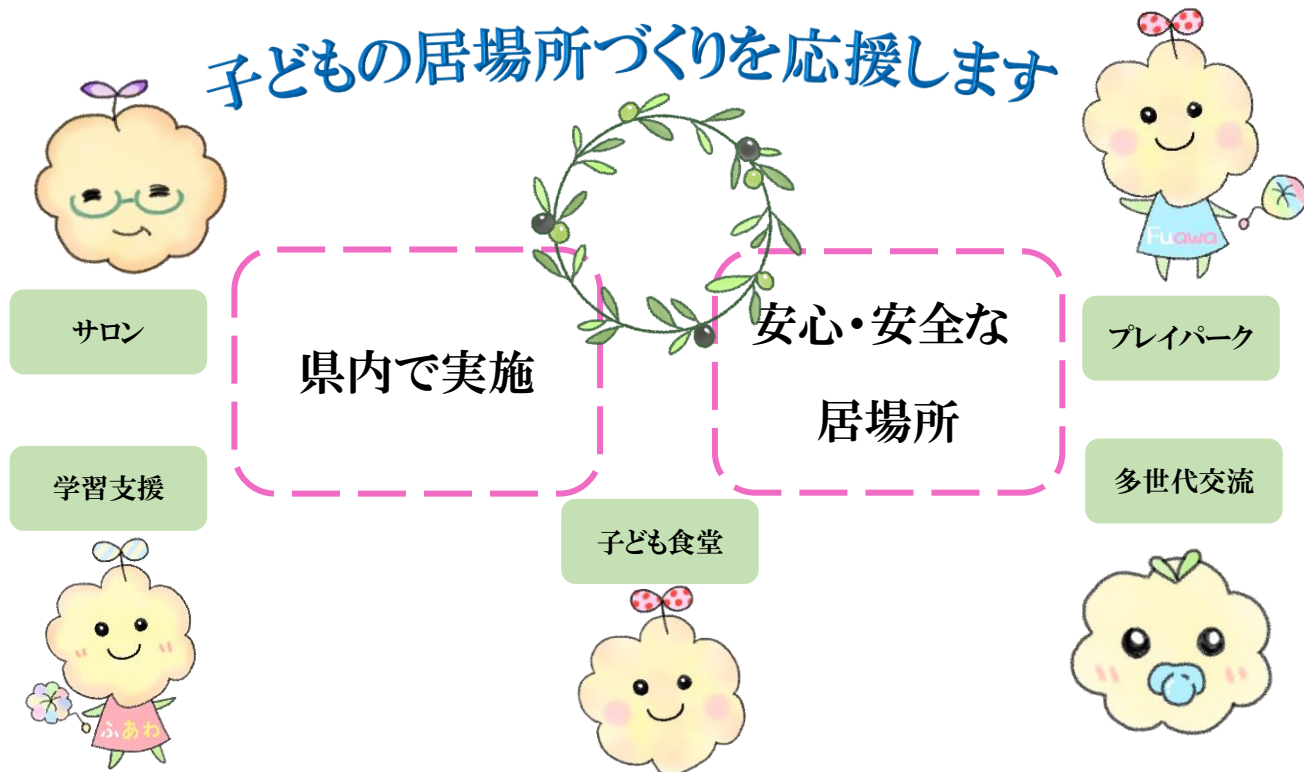 子どもの居場所づくりを応援します
Fuawa
サロン
県内で実施
安心・安全な
居場所
プレイパーク
学習支援
子ども食堂
多世代交流
ふあわ